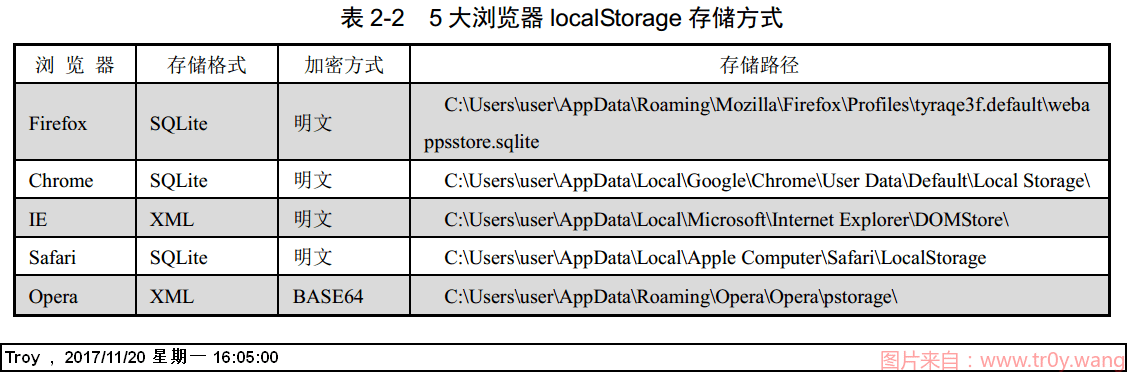 表 2-2 5 大浏览器 localStorage 存储方式
浏 览 器 存储格式 加密方式 存储路径
Firefox SQLite 明文 C:\Users\user\AppData\Roaming\Mozilla\Firefox\Profiles\tyraqe3f.default\weba
ppsstore.sqlite
Chrome SQLite 明文 C:\Users\user\AppData\Local\Google\Chrome\User Data\Default\Local Storage\
IE XML 明文 C:\Users\user\AppData\Local\Microsoft\Internet Explorer\DOMStore\
Safari SQLite 明文 C:\Users\user\AppData\Local\Apple Computer\Safari\LocalStorage
Opera XML BASE64 C:\Users\user\AppData\Roaming\Opera\Opera\pstorage\
Troy , 2017/11/20 星期一 16:05:00
图片来自：www.tr0y.wang